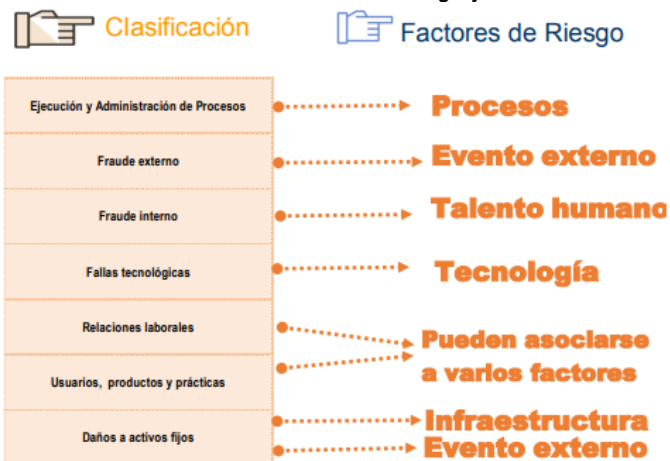 Clasificación
Factores de Riesgo
Ejecución y Administración de Procesos
Procesos
Fraude externo
Evento externo
Fraude interno
Talento humano
Fallas tecnológicas
Tecnología
Relaciones laborales
Pueden asociarse
a varios factores
Usuarios, productos y prácticas
Daños a activos fijos
Infraestructura
Evento externo